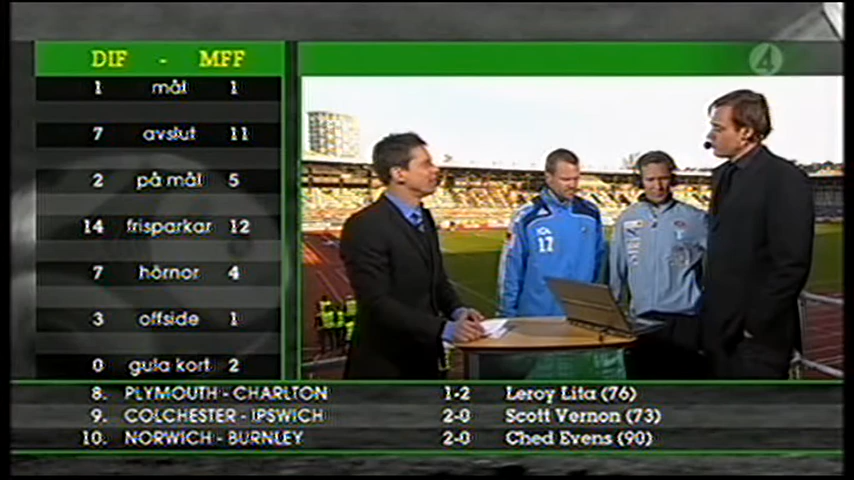 DIF - MFF
1 mål 1
7 avslut 11
2 på mål 5
14 frisparkar 12
7 hörnor 4
3 offside 1
0 gula kort 2
4
17
8. PLYMOUTH - CHARLTON 1-2 Leroy Lita (76)
9. COLCHESTER - IPSWICH 2-0 Scott Vernon (73)
10. NORWICH - BURNLEY 2-0 Ched Evens (90)